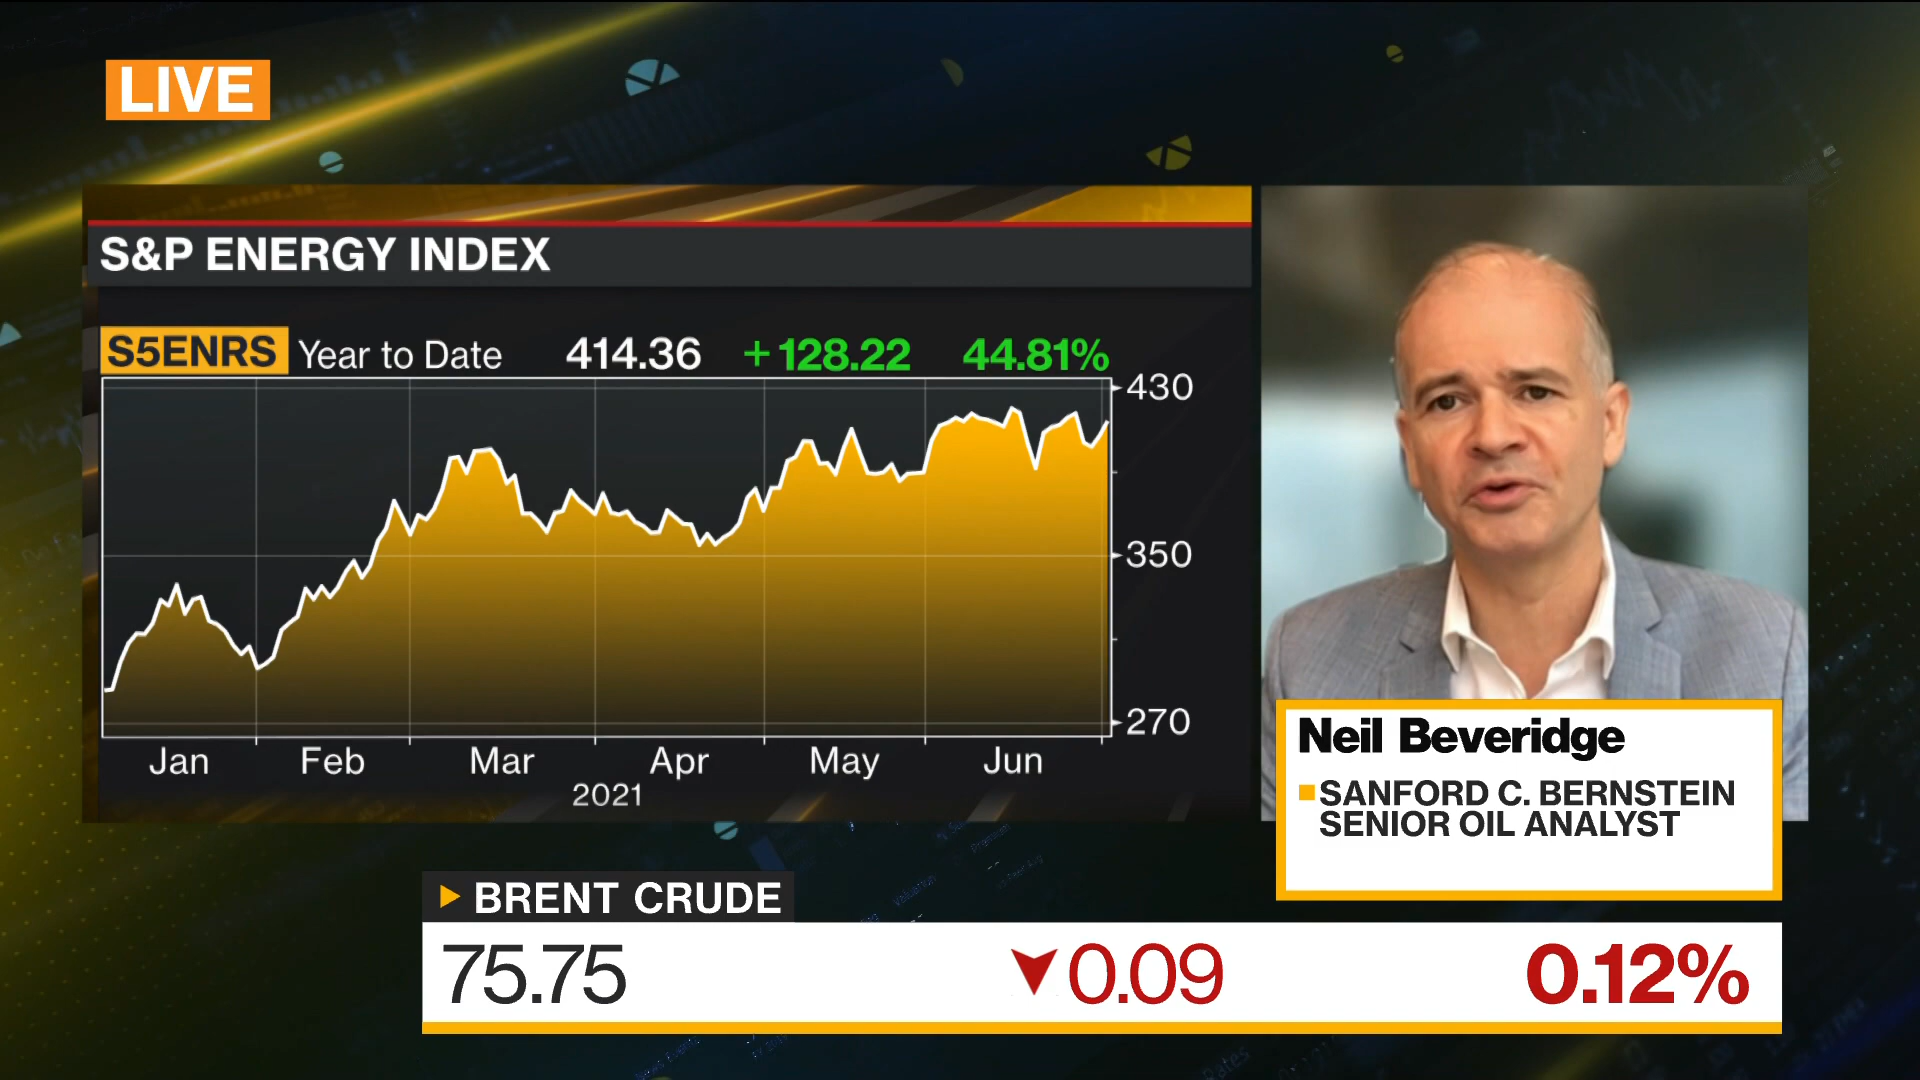 LIVE
S&P ENERGY INDEX
S5ENRS Year to Date 414.36 +128.22 44.81%
430
350
270
Jan Feb Mar Apr May Jun
2021
Neil Beveridge
SANFORD C. BERNSTEIN
SENIOR OIL ANALYST
BRENT CRUDE
75.75 0.09 0.12%